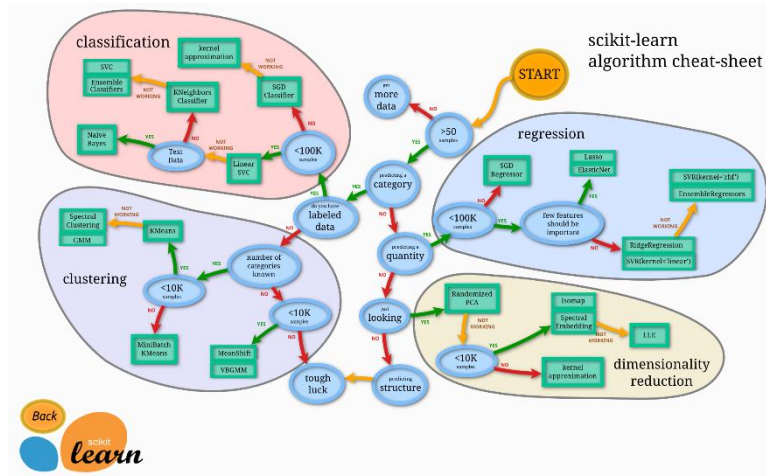 scikit-learn
algorithm cheat-sheet
START
>50
samples
NO
get
more
data
YES
predicting a
category
YES
do you have
labeled
data
YES
NO
classification
<100K
samples
YES
Linear
SVC
NOT
WORKING
Text
Data
YES
Naive
Bayes
NO
KNeighbors
Classifier
NOT
WORKING
SVC
Ensemble
Classifiers
NO
SGD
Classifier
NOT
WORKING
kernel
approximation
NO
predicting a
quantity
YES
regression
<100K
samples
NO
SGD
Regressor
YES
few features
should be
important
YES
Lasso
ElasticNet
NO
RidgeRegression
SVR(kernel='linear')
NOT
WORKING
SVR(kernel='rbf')
EnsembleRegressors
clustering
number of
categories
known
YES
<10K
samples
YES
KMeans
NOT
WORKING
Spectral
Clustering
GMM
NO
MiniBatch
KMeans
NO
<10K
samples
YES
MeanShift
VBGMM
NO
tough
luck
NO
just
looking
YES
dimensionality
reduction
Randomized
PCA
NOT
WORKING
<10K
samples
YES
Isomap
Spectral
Embedding
NOT
WORKING
LLE
NO
kernel
approximation
NO
predicting
structure
Back
scikit
learn